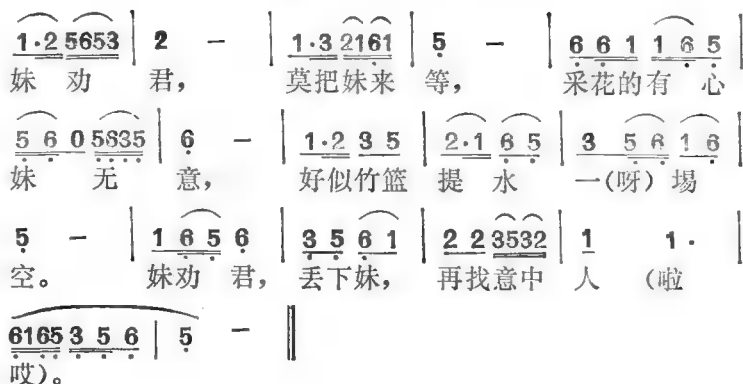 1·2 5653 | 2 － | 1·3 2161 | 5 － | 6 6 1 1 6 5
妹 劝 君， 莫把妹来 等， 采花的有 心
5 6 0 5635 | 6 － | 1·2 3 5 | 2·1 6 5 | 3 5 6 1 6
妹 无 意， 好似竹篮 提 水 一(呀) 場
5 － | 1 6 5 6 | 3 5 6 1 | 2 2 3532 | 1 1·
空。 妹劝 君， 丢下妹， 再找意中 人 (啦
6165 3 5 6 | 5 － ‖
哎)。